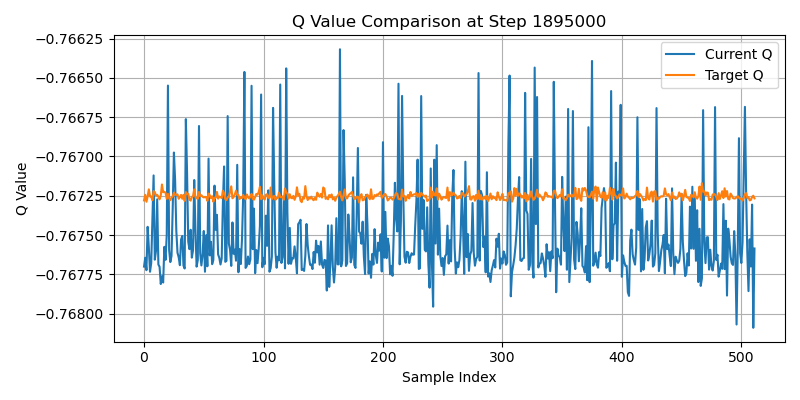 Q Value Comparison at Step 1895000
Current Q
Target Q
Q Value
−0.76625
−0.76650
−0.76675
−0.76700
−0.76725
−0.76750
−0.76775
−0.76800
0 100 200 300 400 500
Sample Index